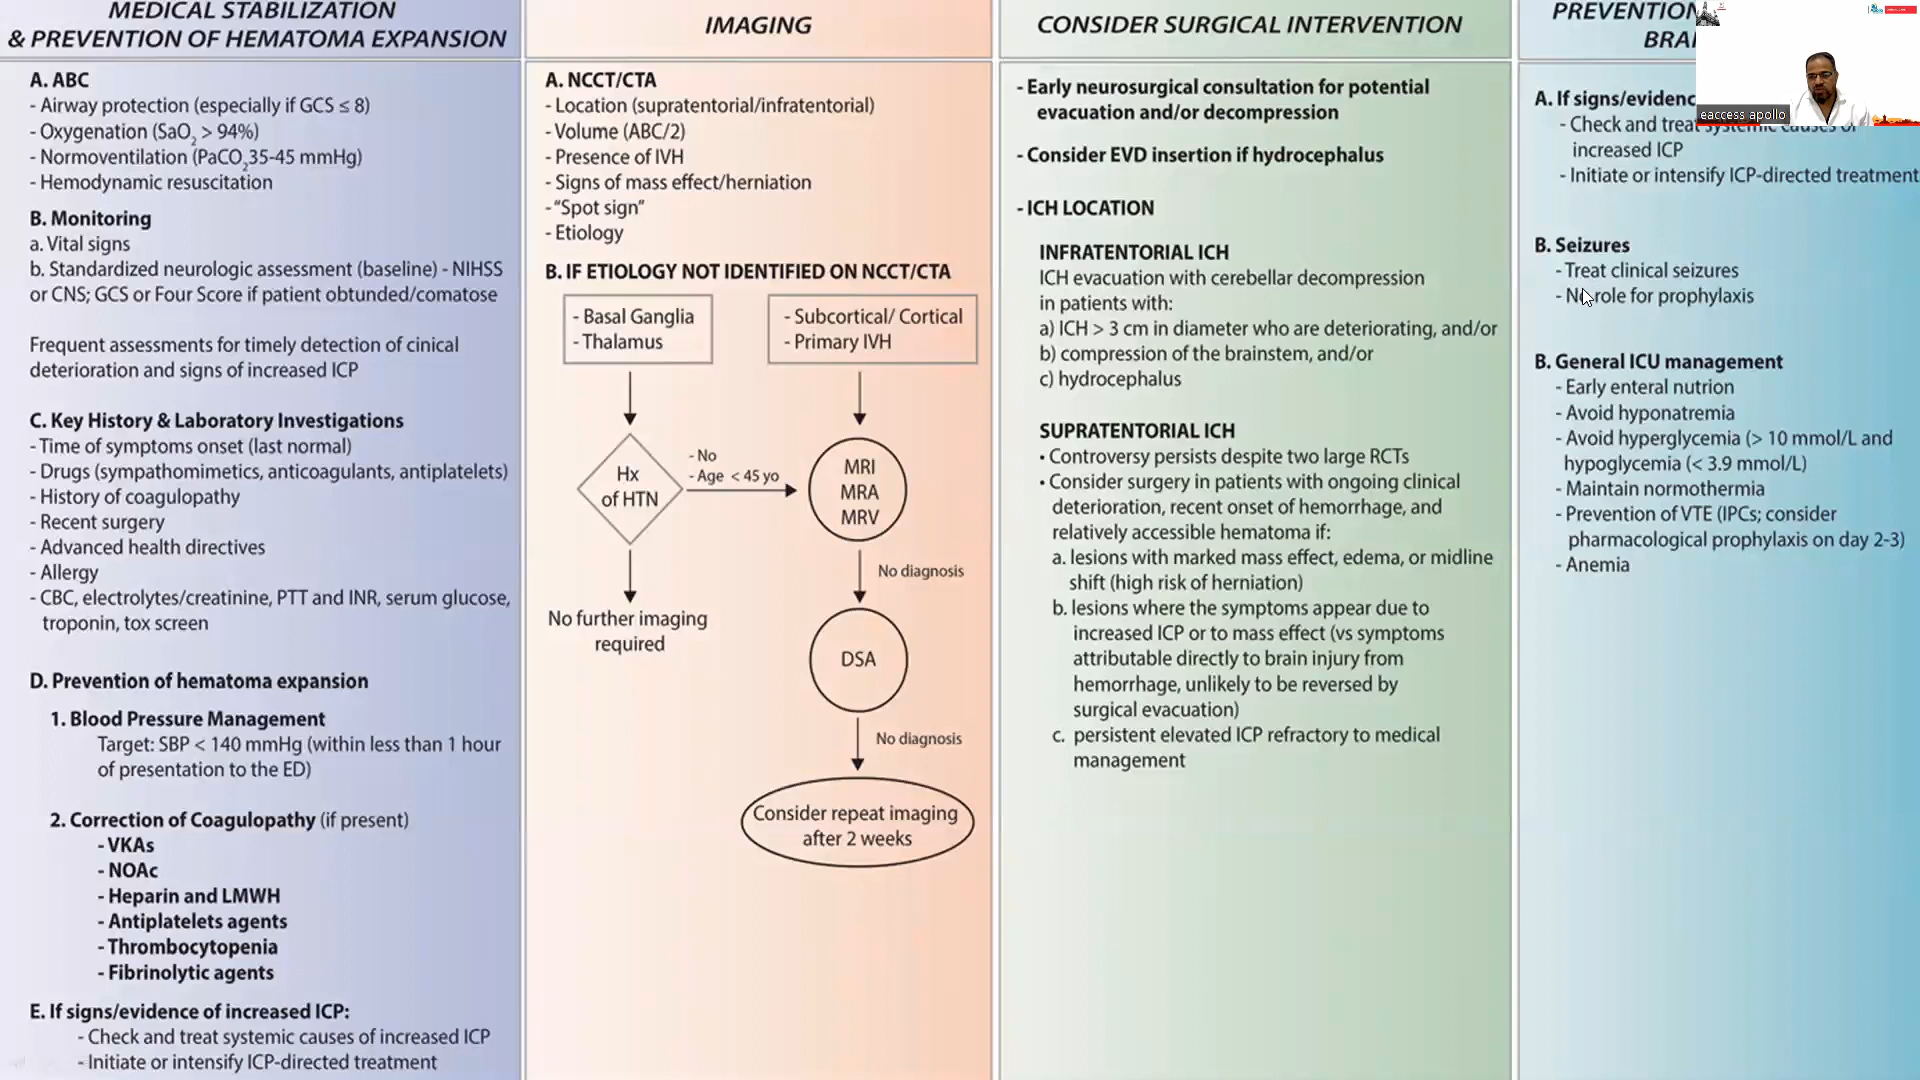 MEDICAL STABILIZATION
& PREVENTION OF HEMATOMA EXPANSION
A. ABC
- Airway protection (especially if GCS ≤ 8)
- Oxygenation (SaO2 > 94%)
- Normoventilation (PaCO2 35-45 mmHg)
- Hemodynamic resuscitation
B. Monitoring
a. Vital signs
b. Standardized neurologic assessment (baseline) - NIHSS
or CNS; GCS or Four Score if patient obtunded/comatose
Frequent assessments for timely detection of cinical
deterioration and signs of increased ICP
C. Key History & Laboratory Investigations
- Time of symptoms onset (last normal)
- Drugs (sympathomimetics, anticoagulants, antiplatelets)
- History of coagulopathy
- Recent surgery
- Advanced health directives
- Allergy
- CBC, electrolytes/creatinine, PTT and INR, serum glucose,
troponin, tox screen
D. Prevention of hematoma expansion
1. Blood Pressure Management
Target: SBP < 140 mmHg (within less than 1 hour
of presentation to the ED)
2. Correction of Coagulopathy (if present)
- VKAs
- NOAc
- Heparin and LMWH
- Antiplatelets agents
- Thrombocytopenia
- Fibrinolytic agents
E. If signs/evidence of increased ICP:
- Check and treat systemic causes of increased ICP
- Initiate or intensify ICP-directed treatment
IMAGING
A. NCCT/CTA
- Location (supratentorial/infratentorial)
- Volume (ABC/2)
- Presence of IVH
- Signs of mass effect/herniation
- “Spot sign”
- Etiology
B. IF ETIOLOGY NOT IDENTIFIED ON NCCT/CTA
- Basal Ganglia
- Thalamus
- Subcortical/ Cortical
- Primary IVH
Hx
of HTN
- No
- Age < 45 yo
MRI
MRA
MRV
No further imaging
required
No diagnosis
DSA
No diagnosis
Consider repeat imaging
after 2 weeks
CONSIDER SURGICAL INTERVENTION
- Early neurosurgical consultation for potential
evacuation and/or decompression
- Consider EVD insertion if hydrocephalus
- ICH LOCATION
INFRATENTORIAL ICH
ICH evacuation with cerebellar decompression
in patients with:
a) ICH > 3 cm in diameter who are deteriorating, and/or
b) compression of the brainstem, and/or
c) hydrocephalus
SUPRATENTORIAL ICH
• Controversy persists despite two large RCTs
• Consider surgery in patients with ongoing clinical
deterioration, recent onset of hemorrhage, and
relatively accessible hematoma if:
a. lesions with marked mass effect, edema, or midline
shift (high risk of herniation)
b. lesions where the symptoms appear due to
increased ICP or to mass effect (vs symptoms
attributable directly to brain injury from
hemorrhage, unlikely to be reversed by
surgical evacuation)
c. persistent elevated ICP refractory to medical
management
PREVENTION
A. If signs/
- Check and treat systemic causes of
increased ICP
- Initiate or intensify ICP-directed treatment
B. Seizures
- Treat clinical seizures
- No role for prophylaxis
B. General ICU management
- Early enteral nutrion
- Avoid hyponatremia
- Avoid hyperglycemia (> 10 mmol/L and
hypoglycemia (< 3.9 mmol/L)
- Maintain normothermia
- Prevention of VTE (IPCs; consider
pharmacological prophylaxis on day 2-3)
- Anemia
eaccess apollo